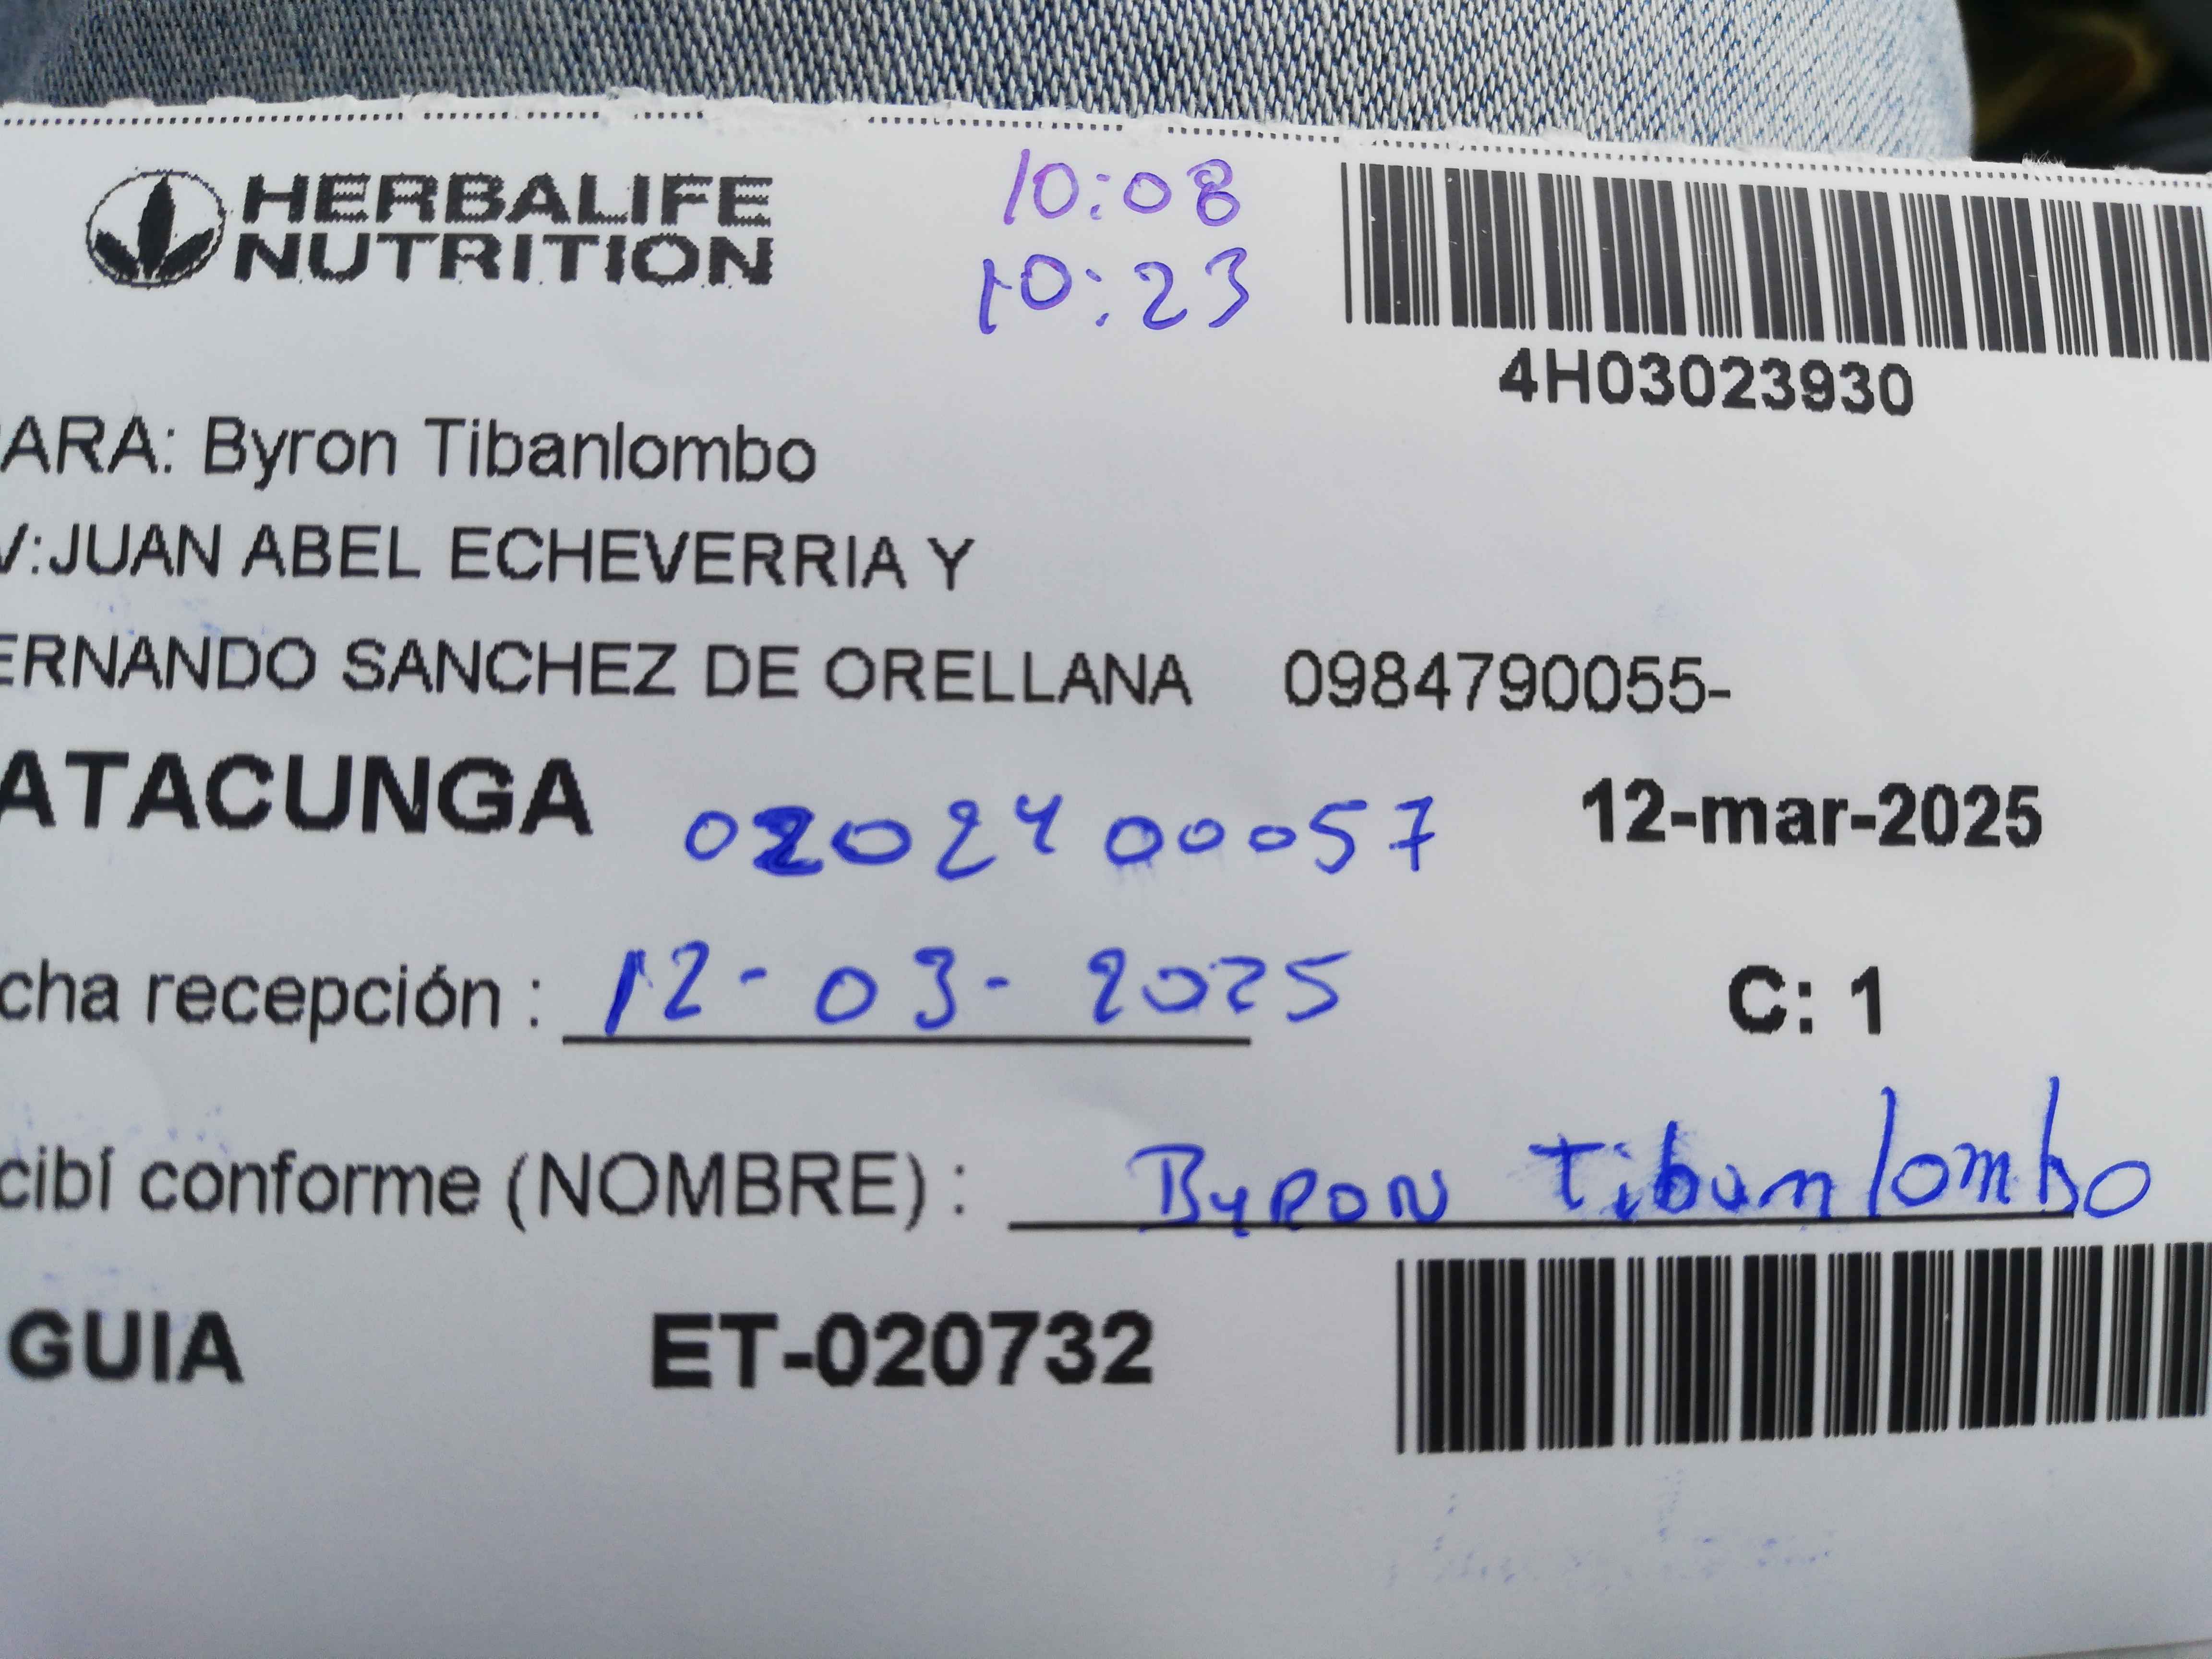 HERBALIFE
NUTRITION
10:08
10:23
4H03023930
PARA: Byron Tibanlombo
V:JUAN ABEL ECHEVERRIA Y
ERNANDO SANCHEZ DE ORELLANA 0984790055-
ATACUNGA 0202400057 12-mar-2025
cha recepción : 12-03-2025 C: 1
cibí conforme (NOMBRE) : Byron Tibanlombo
GUIA ET-020732